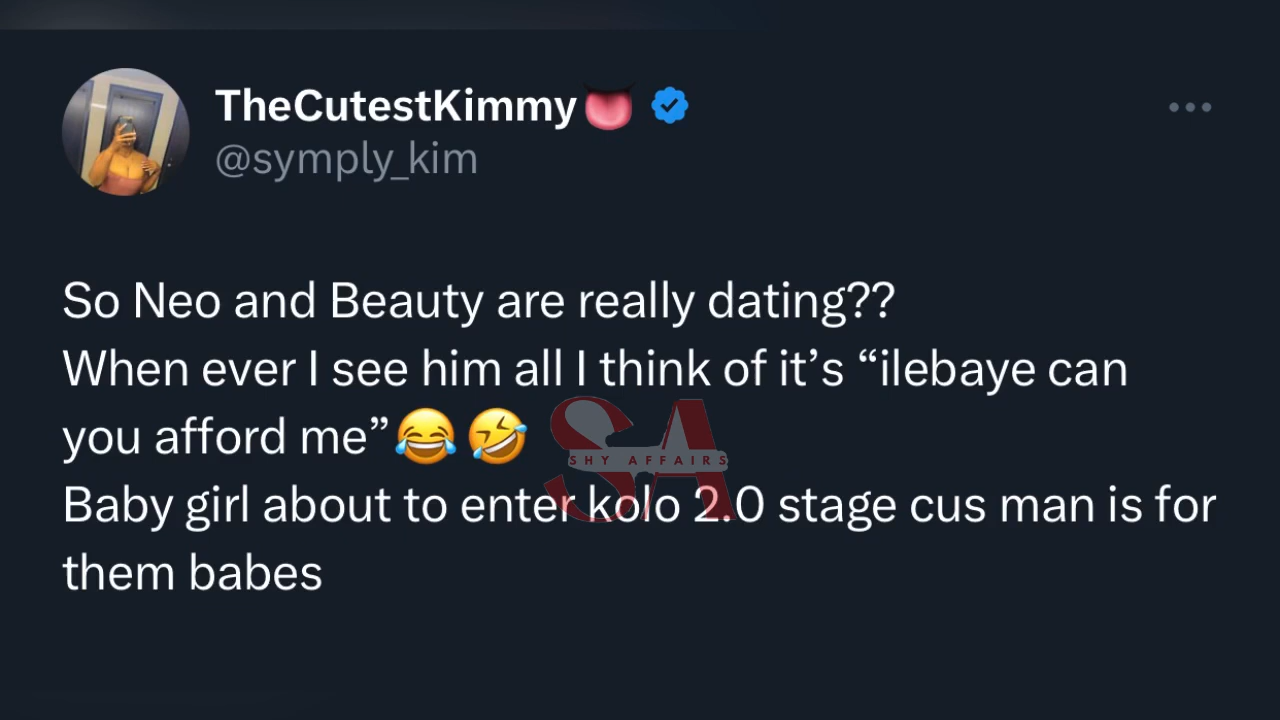 TheCutestKimmy👅
@symply_kim
So Neo and Beauty are really dating??
When ever I see him all I think of it’s “ilebaye can
you afford me”😂🤣
SA
SHY AFFAIRS
Baby girl about to enter kolo 2.0 stage cus man is for
them babes